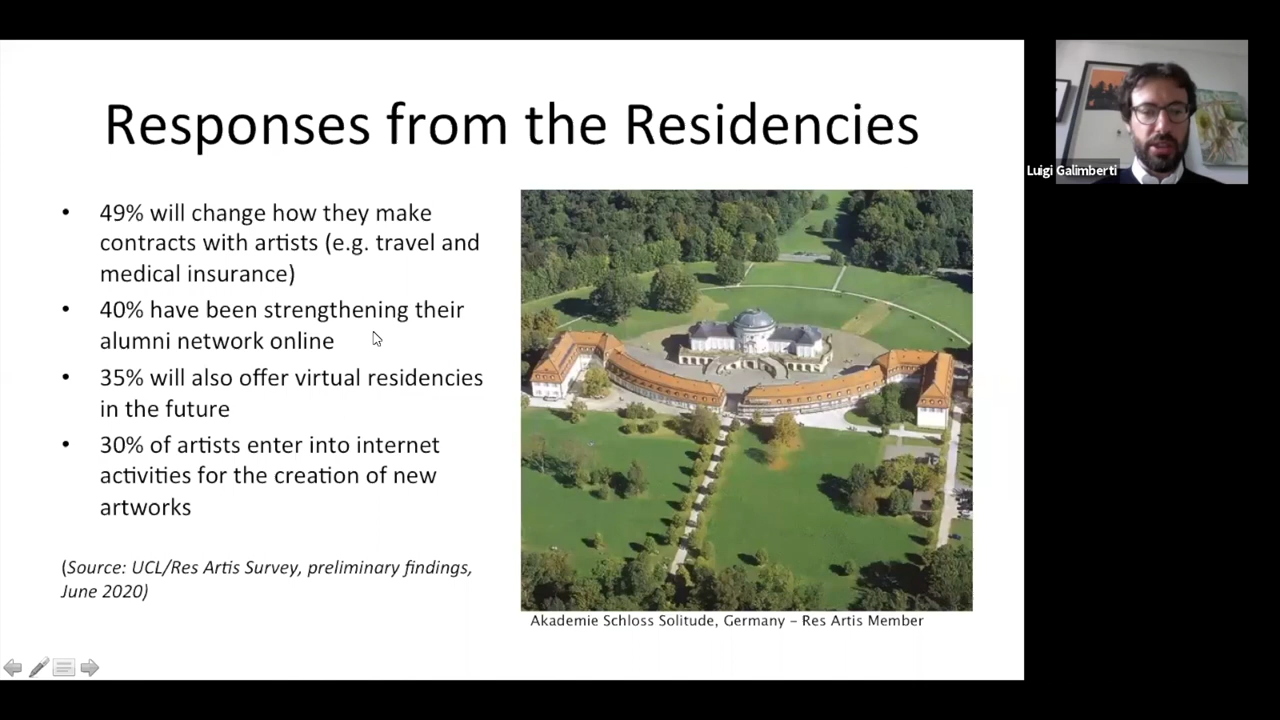 Responses from the Residencies
• 49% will change how they make
contracts with artists (e.g. travel and
medical insurance)
• 40% have been strengthening their
alumni network online
• 35% will also offer virtual residencies
in the future
• 30% of artists enter into internet
activities for the creation of new
artworks
(Source: UCL/Res Artis Survey, preliminary findings,
June 2020)
Akademie Schloss Solitude, Germany – Res Artis Member
Luigi Galimberti